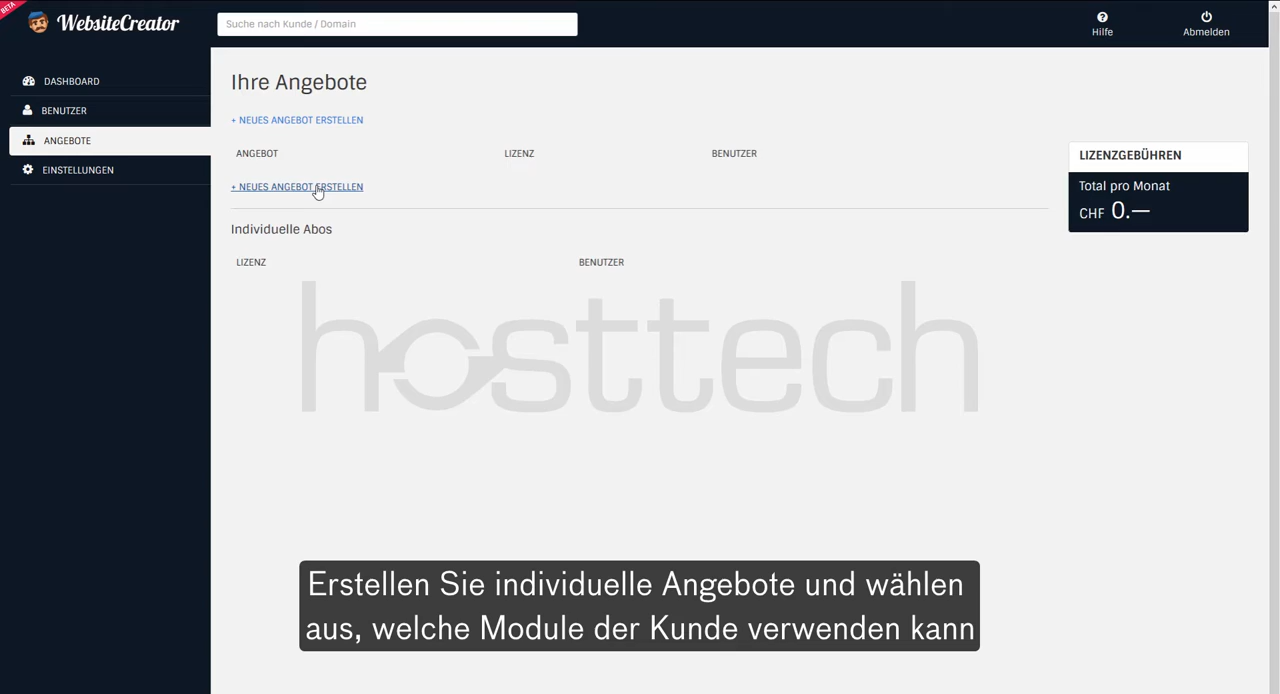 BETA
WebsiteCreator
Suche nach Kunde / Domain
Hilfe
Abmelden
DASHBOARD
BENUTZER
ANGEBOTE
EINSTELLUNGEN
Ihre Angebote
+ NEUES ANGEBOT ERSTELLEN
ANGEBOT LIZENZ BENUTZER
+ NEUES ANGEBOT ERSTELLEN
LIZENZGEBÜHREN
Total pro Monat
CHF 0.—
Individuelle Abos
LIZENZ BENUTZER
hosttech
Erstellen Sie individuelle Angebote und wählen
aus, welche Module der Kunde verwenden kann